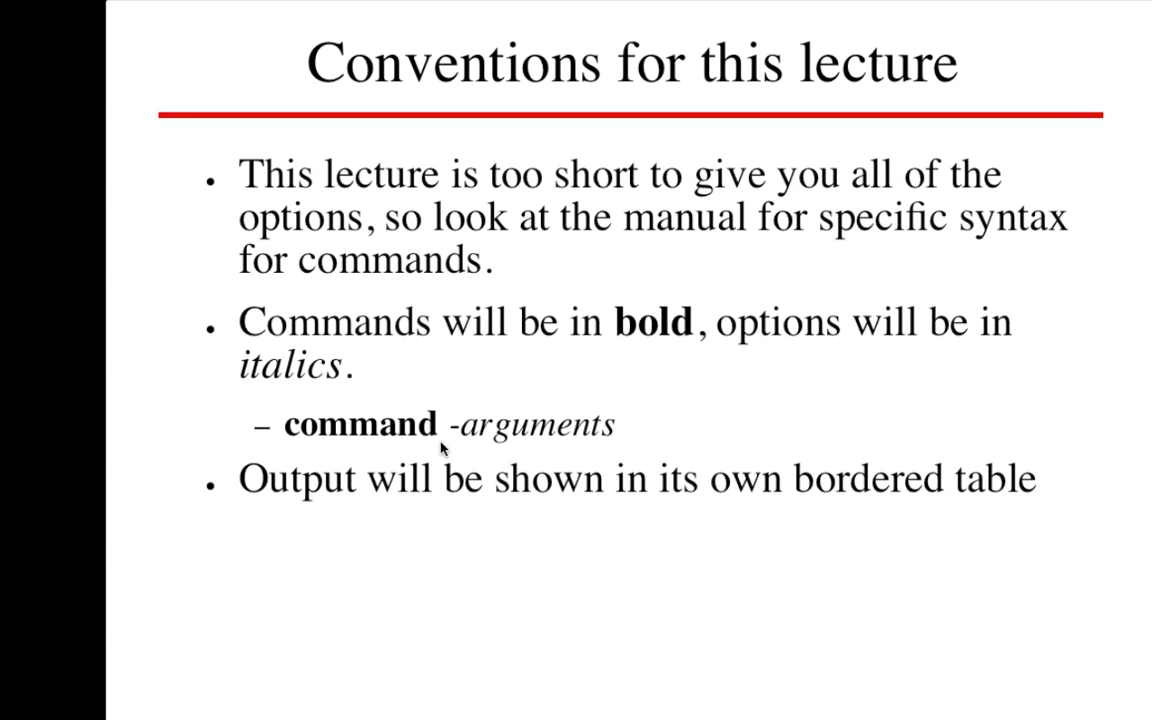 Conventions for this lecture
• This lecture is too short to give you all of the
options, so look at the manual for specific syntax
for commands.
• Commands will be in bold, options will be in
italics.
– command -arguments
• Output will be shown in its own bordered table